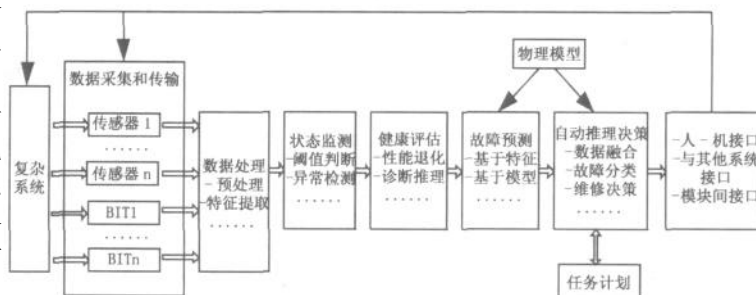 物理模型
数据采集和传输
复杂
系统
传感器 1
......
传感器 n
BIT1
......
BITn
数据处理
- 预处理
-特征提取
......
状态监测
-阈值判断
-异常检测
......
健康评估
-性能退化
-诊断推理
......
故障预测
-基于特征
-基于模型
......
自动推理决策
-数据融合
-故障分类
-维修决策
......
-人-机接口
-与其他系统
接口
-模块间接口
任务计划